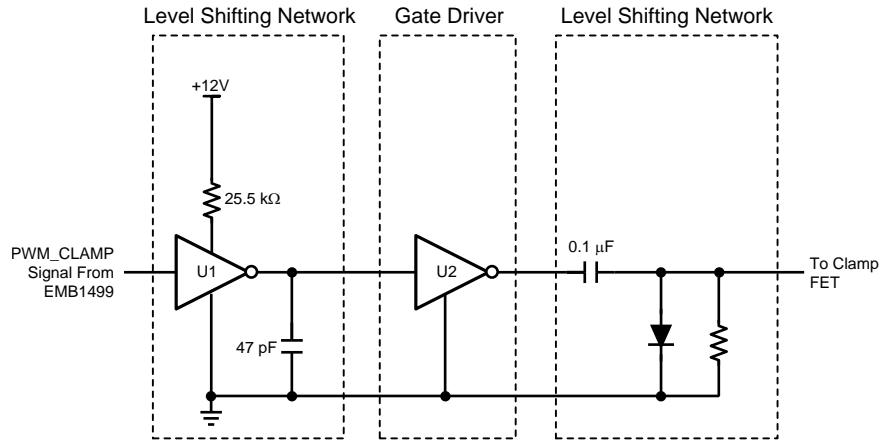 Level Shifting Network
Gate Driver
Level Shifting Network
+12V
25.5 kΩ
PWM_CLAMP
Signal From
EMB1499
U1
U2
0.1 μF
To Clamp
FET
47 pF